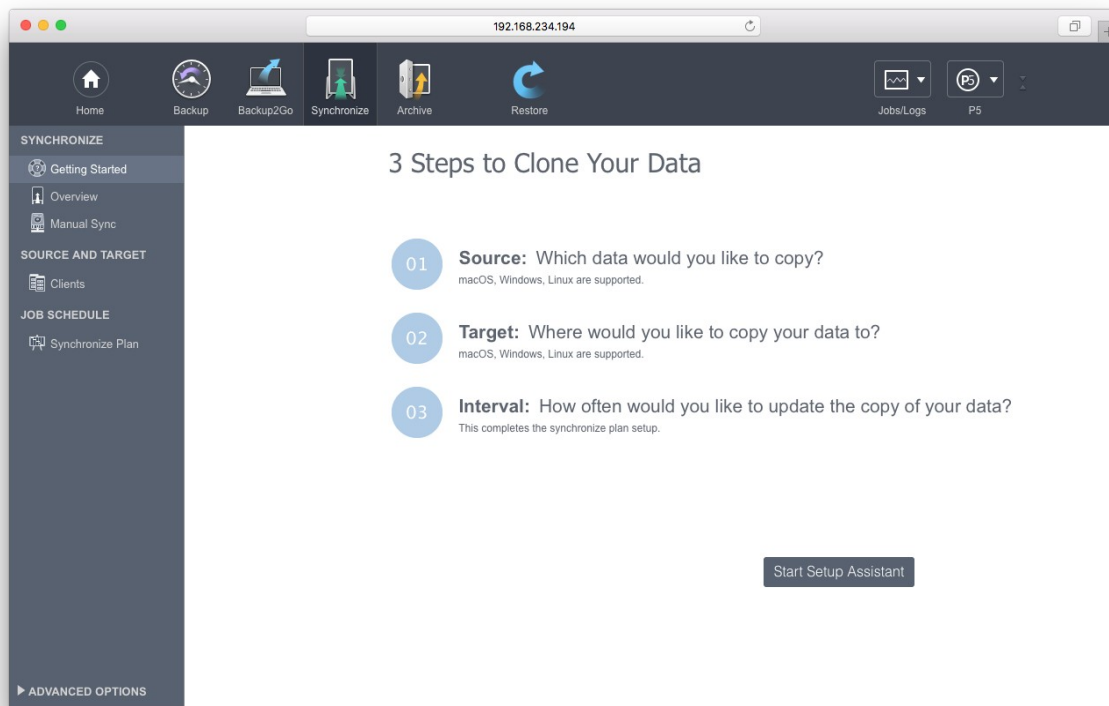 192.168.234.194
Home
Backup
Backup2Go
Synchronize
Archive
Restore
Jobs/Logs
P5
P5
SYNCHRONIZE
Getting Started
Overview
Manual Sync
SOURCE AND TARGET
Clients
JOB SCHEDULE
Synchronize Plan
ADVANCED OPTIONS
3 Steps to Clone Your Data
01
Source: Which data would you like to copy?
macOS, Windows, Linux are supported.
02
Target: Where would you like to copy your data to?
macOS, Windows, Linux are supported.
03
Interval: How often would you like to update the copy of your data?
This completes the synchronize plan setup.
Start Setup Assistant